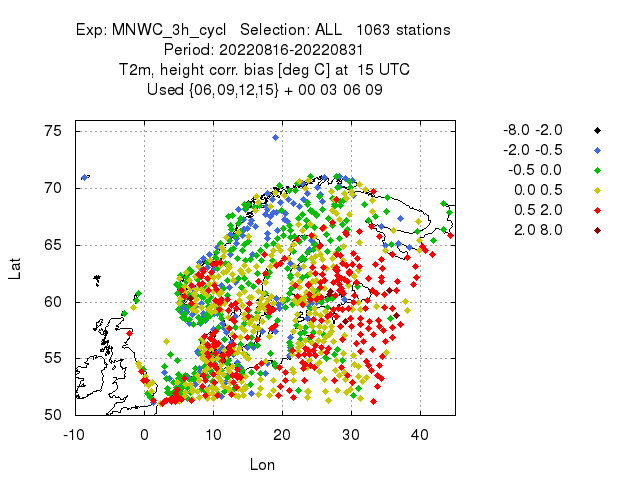 Exp: MNWC_3h_cycl   Selection: ALL   1063 stations
Period: 20220816-20220831
T2m, height corr. bias [deg C] at  15 UTC
Used {06,09,12,15} + 00 03 06 09
-8.0 -2.0
-2.0 -0.5
-0.5 0.0
0.0 0.5
0.5 2.0
2.0 8.0
75
70
65
60
55
50
Lat
-10 0 10 20 30 40
Lon